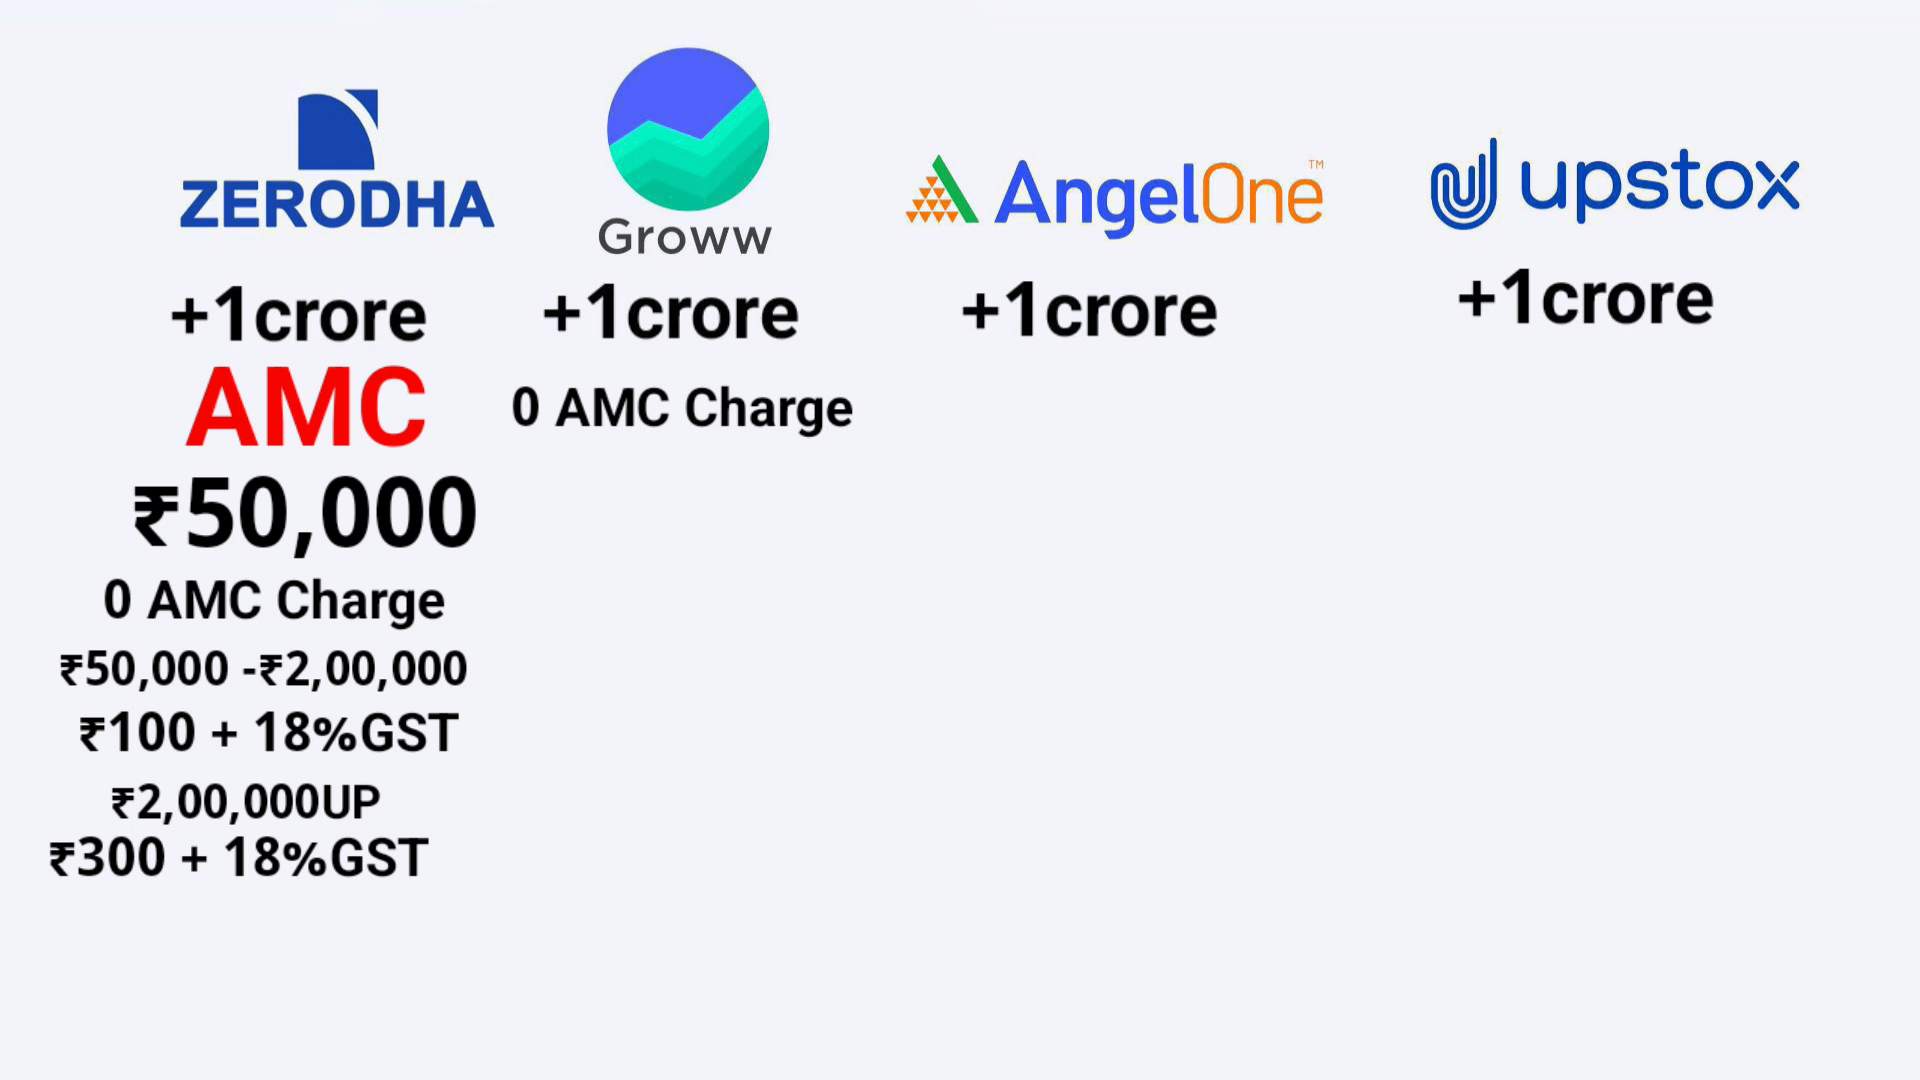 ZERODHA
Groww
AngelOne™
upstox
+1crore
+1crore
+1crore
+1crore
AMC
0 AMC Charge
₹50,000
0 AMC Charge
₹50,000 -₹2,00,000
₹100 + 18%GST
₹2,00,000UP
₹300 + 18%GST